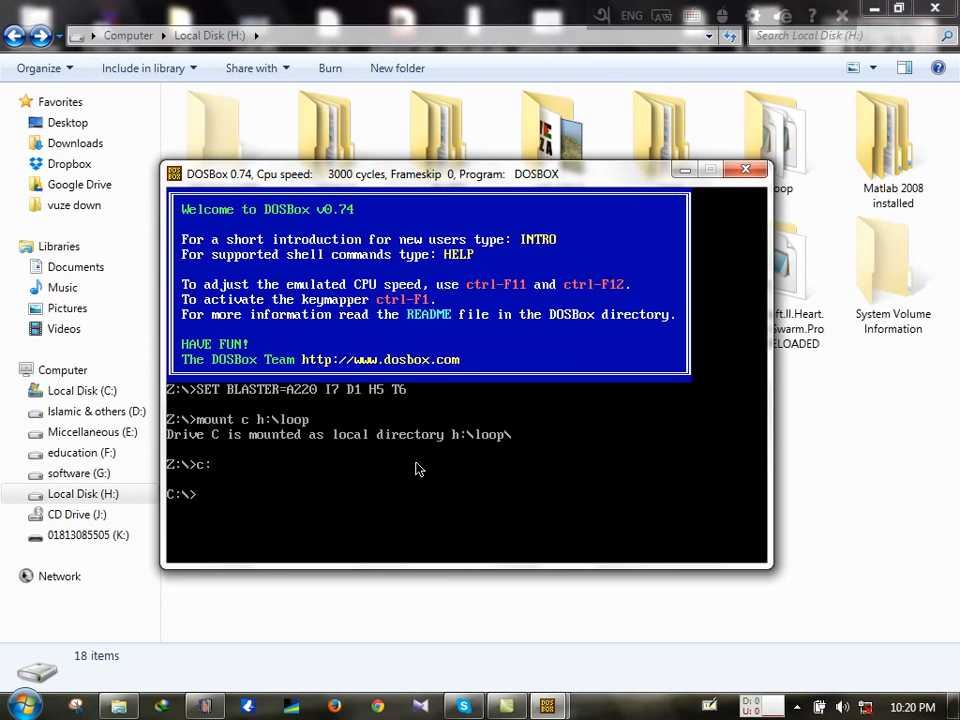 ENG
Computer
Local Disk (H:)
Search Local Disk (H:)
Organize
Include in library
Share with
Burn
New folder
Favorites
Desktop
Downloads
Dropbox
Google Drive
vuze down
Libraries
Documents
Music
Pictures
Videos
Computer
Local Disk (C:)
Islamic & others (D:)
Miccellaneous (E:)
education (F:)
software (G:)
Local Disk (H:)
CD Drive (J:)
01813085505 (K:)
Network
Matlab 2008
installed
System Volume
Information
DOS
BOX
DOSBox 0.74, Cpu speed: 3000 cycles, Frameskip 0, Program: DOSBOX
Welcome to DOSBox v0.74
For a short introduction for new users type: INTRO
For supported shell commands type: HELP
To adjust the emulated CPU speed, use ctrl-F11 and ctrl-F12.
To activate the keymapper ctrl-F1.
For more information read the README file in the DOSBox directory.
HAVE FUN!
The DOSBox Team http://www.dosbox.com
Z:\>SET BLASTER=A220 I7 D1 H5 T6
Z:\>mount c h:\loop
Drive C is mounted as local directory h:\loop\
Z:\>c:
C:\>
18 items
D: 0
U: 0
10:20 PM